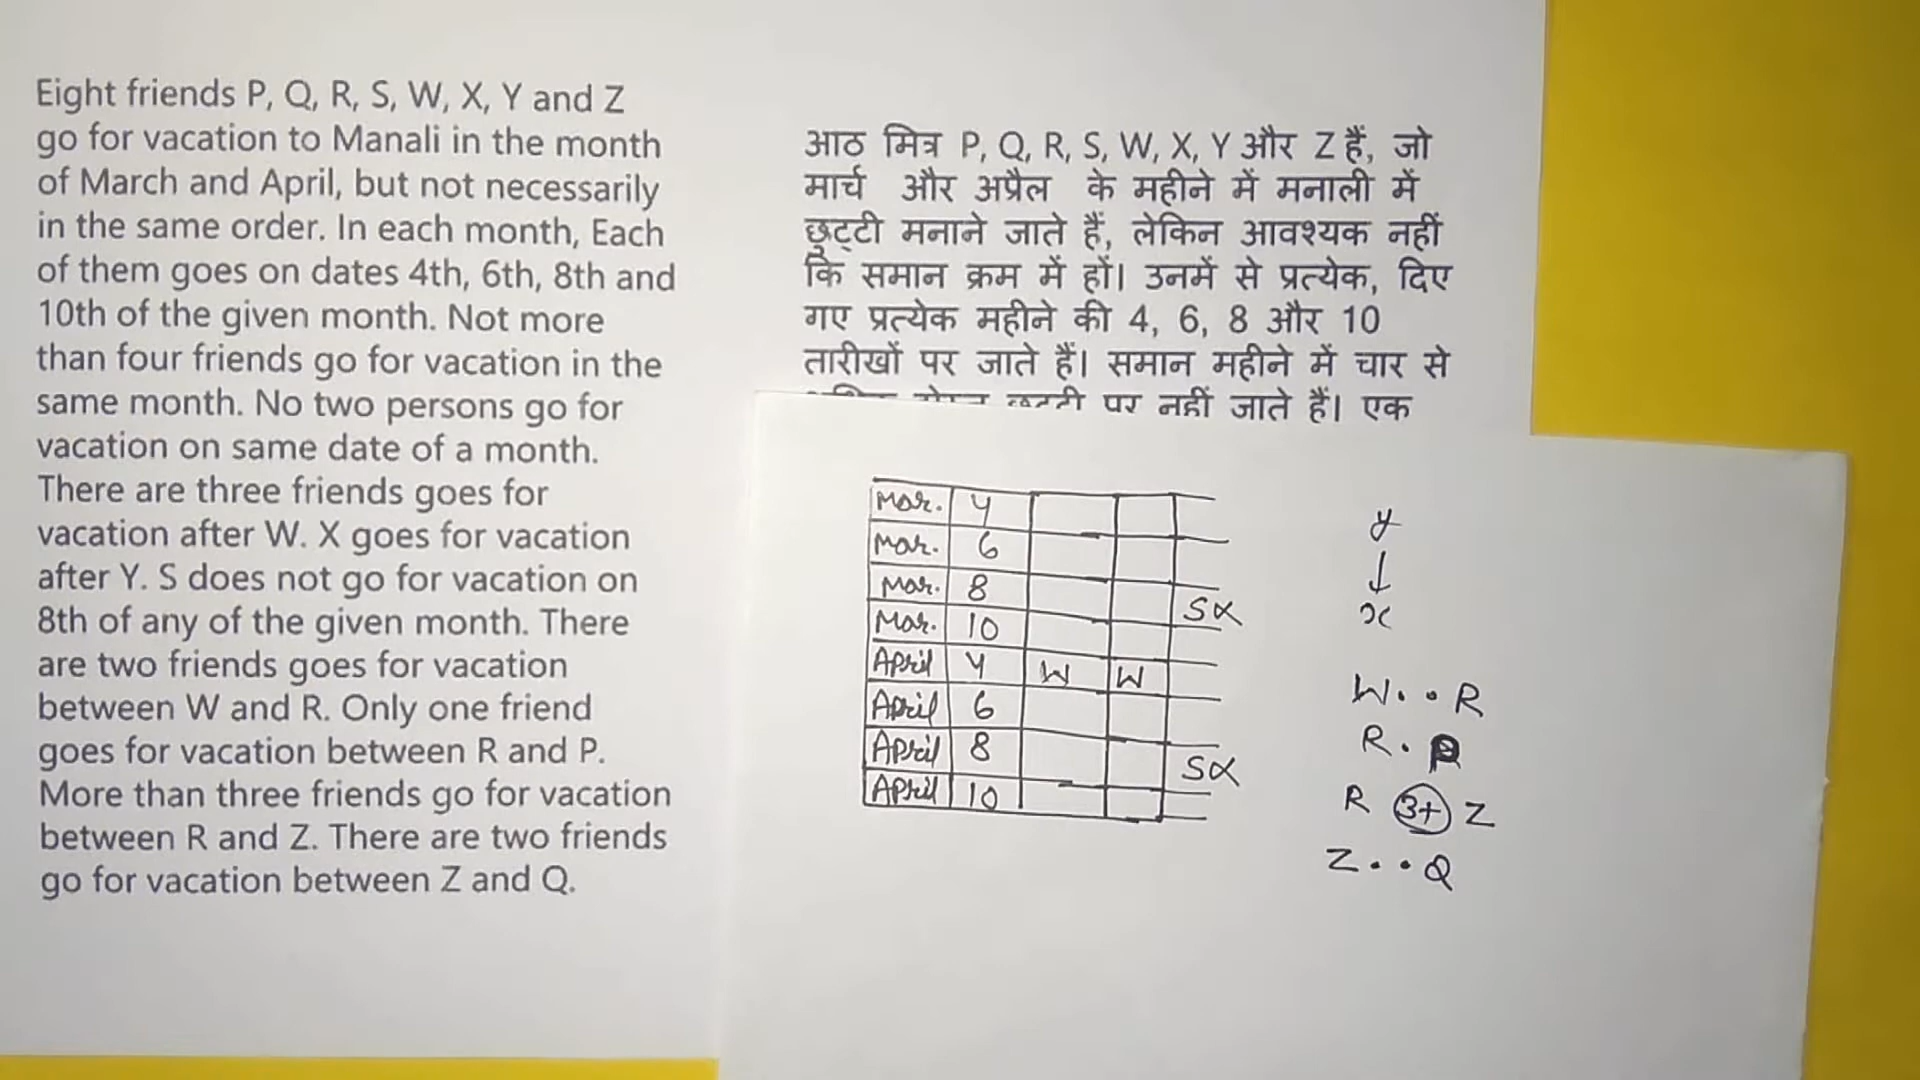 Eight friends P, Q, R, S, W, X, Y and Z
go for vacation to Manali in the month
of March and April, but not necessarily
in the same order. In each month, Each
of them goes on dates 4th, 6th, 8th and
10th of the given month. Not more
than four friends go for vacation in the
same month. No two persons go for
vacation on same date of a month.
There are three friends goes for
vacation after W. X goes for vacation
after Y. S does not go for vacation on
8th of any of the given month. There
are two friends goes for vacation
between W and R. Only one friend
goes for vacation between R and P.
More than three friends go for vacation
between R and Z. There are two friends
go for vacation between Z and Q.
आठ मित्र P, Q, R, S, W, X, Y और Z हैं, जो
मार्च और अप्रैल के महीने में मनाली में
छुट्टी मनाने जाते हैं, लेकिन आवश्यक नहीं
कि समान क्रम में हों। उनमें से प्रत्येक, दिए
गए प्रत्येक महीने की 4, 6, 8 और 10
तारीखों पर जाते हैं। समान महीने में चार से
पर नहीं जाते हैं। एक
Mar. 4
Mar. 6
Mar. 8
S×
Mar. 10
April 4 W W
April 6
April 8
S×
April 10
Y
↓
x
W . . R
R . P
R 3+ Z
Z . . Q